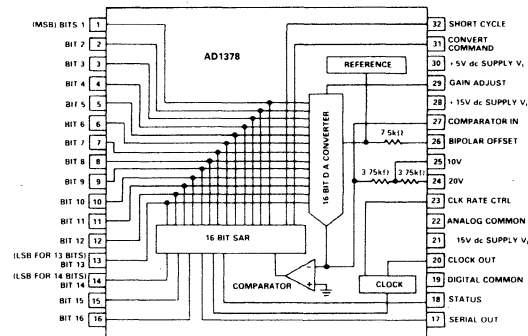 (MSB) BITS 1 1
BIT 2 2
BIT 3 3
BIT 4 4
BIT 5 5
BIT 6 6
BIT 7 7
BIT 8 8
BIT 9 9
BIT 10 10
BIT 11 11
BIT 12 12
(LSB FOR 13 BITS)
BIT 13 13
(LSB FOR 14 BITS)
BIT 14 14
BIT 15 15
BIT 16 16
AD1378
REFERENCE
16 BIT D A CONVERTER
7 5kΩ
3 75kΩ 3 75kΩ
16 BIT SAR
COMPARATOR
CLOCK
32 SHORT CYCLE
31 CONVERT
COMMAND
30 +5V dc SUPPLY V
29 GAIN ADJUST
28 +15V dc SUPPLY V
27 COMPARATOR IN
26 BIPOLAR OFFSET
25 10V
24 20V
23 CLK RATE CTRL
22 ANALOG COMMON
21 15V dc SUPPLY V
20 CLOCK OUT
19 DIGITAL COMMON
18 STATUS
17 SERIAL OUT